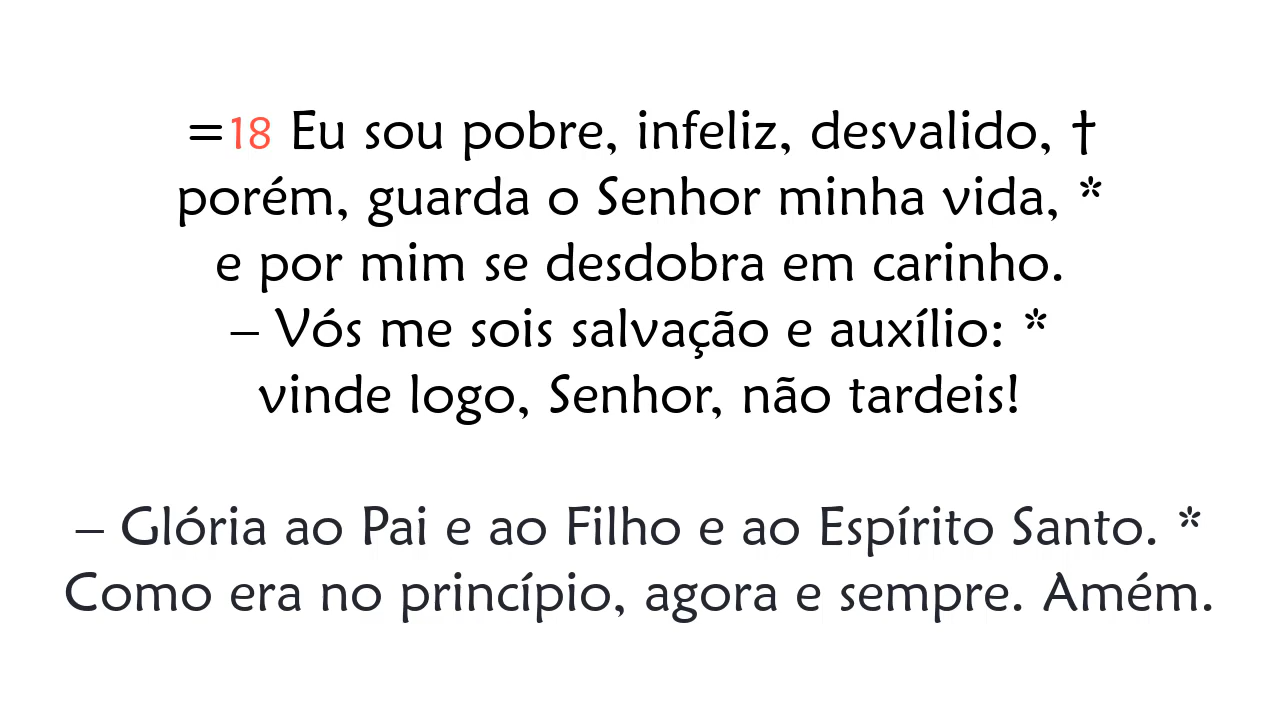 =18 Eu sou pobre, infeliz, desvalido, †
porém, guarda o Senhor minha vida, *
e por mim se desdobra em carinho.
– Vós me sois salvação e auxílio: *
vinde logo, Senhor, não tardeis!
– Glória ao Pai e ao Filho e ao Espírito Santo. *
Como era no princípio, agora e sempre. Amém.